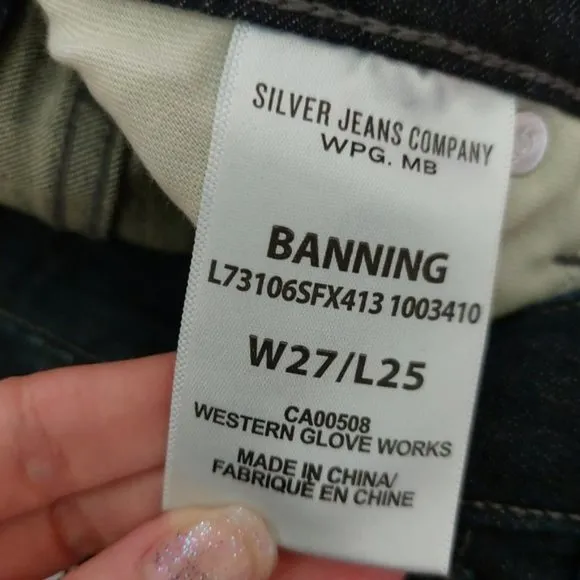 SILVER JEANS COMPANY
WPG. MB
BANNING
L73106SFX413 1003410
W27/L25
CA00508
WESTERN GLOVE WORKS
MADE IN CHINA/
FABRIQUÉ EN CHINE